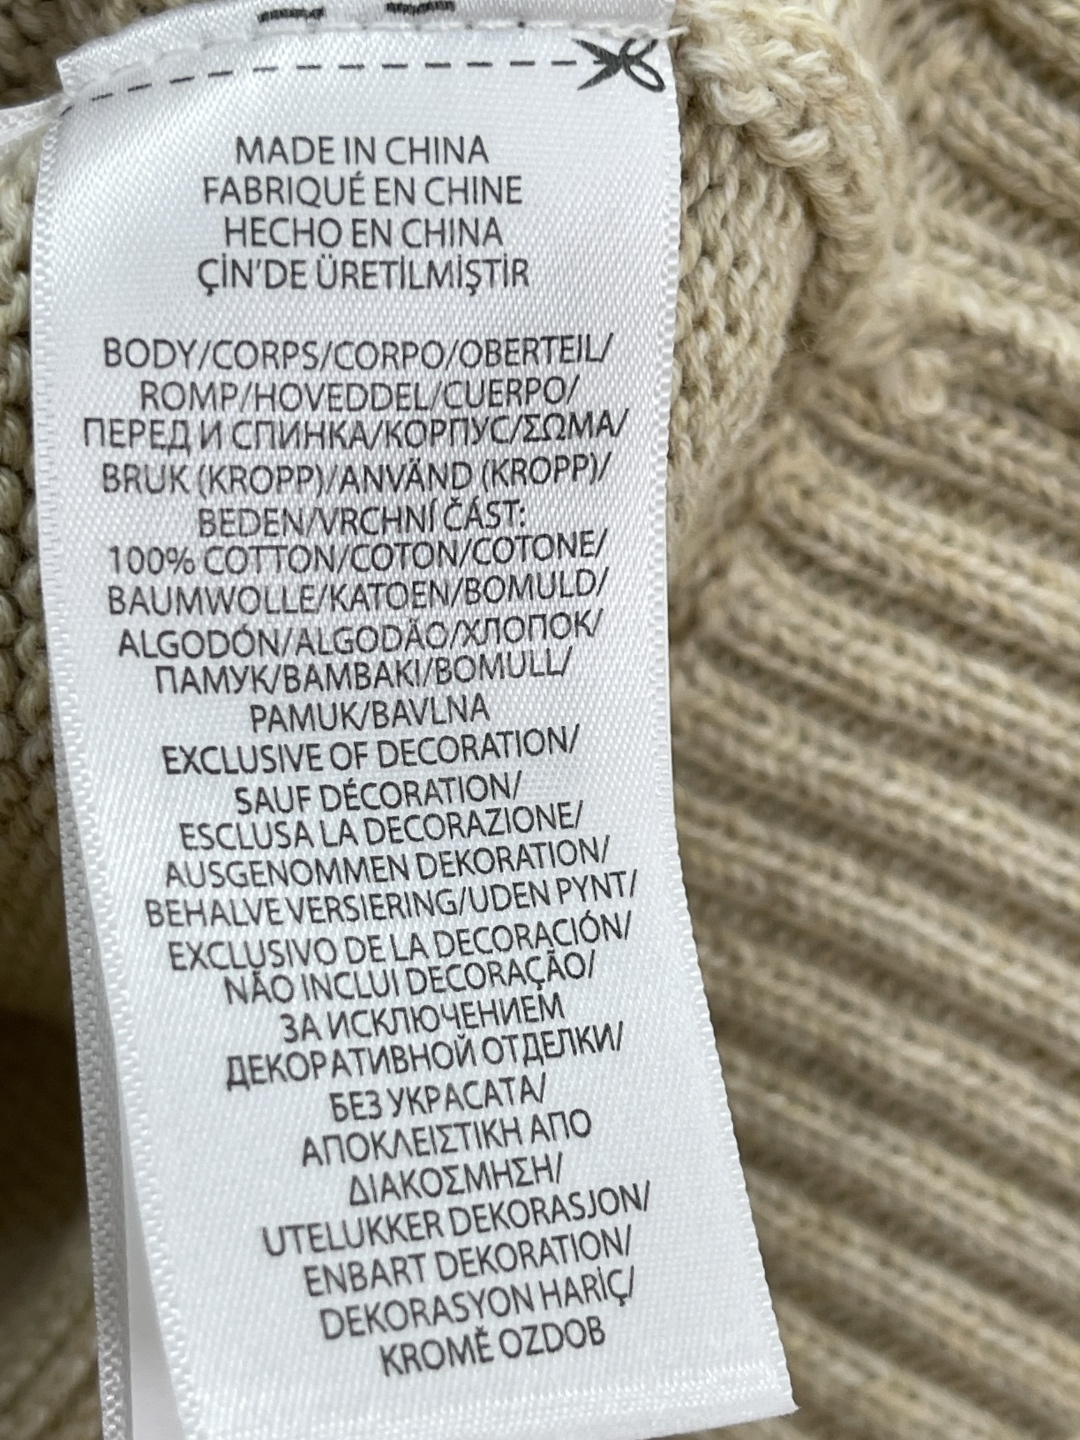 MADE IN CHINA
FABRIQUÉ EN CHINE
HECHO EN CHINA
ÇİN'DE ÜRETİLMİŞTİR
BODY/CORPS/CORPO/OBERTEIL/
ROMP/HOVEDDEL/CUERPO/
ПЕРЕД И СПИНКА/КОРПУС/ΣΩΜΑ/
BRUK (KROPP)/ANVÄND (KROPP)/
BEDEN/VRCHNÍ ČÁST:
100% COTTON/COTON/COTONE/
BAUMWOLLE/KATOEN/BOMULD/
ALGODÓN/ALGODÃO/ХЛОПОК/
ПАМУК/ΒΑΜΒΑΚΙ/BOMULL/
PAMUK/BAVLNA
EXCLUSIVE OF DECORATION/
SAUF DÉCORATION/
ESCLUSA LA DECORAZIONE/
AUSGENOMMEN DEKORATION/
BEHALVE VERSIERING/UDEN PYNT/
EXCLUSIVO DE LA DECORACIÓN/
NÃO INCLUI DECORAÇÃO/
ЗА ИСКЛЮЧЕНИЕМ
ДЕКОРАТИВНОЙ ОТДЕЛКИ/
БЕЗ УКРАСАТА/
ΑΠΟΚΛΕΙΣΤΙΚΗ ΑΠΟ
ΔΙΑΚΟΣΜΗΣΗ/
UTELUKKER DEKORASJON/
ENBART DEKORATION/
DEKORASYON HARİÇ/
KROMĚ OZDOB